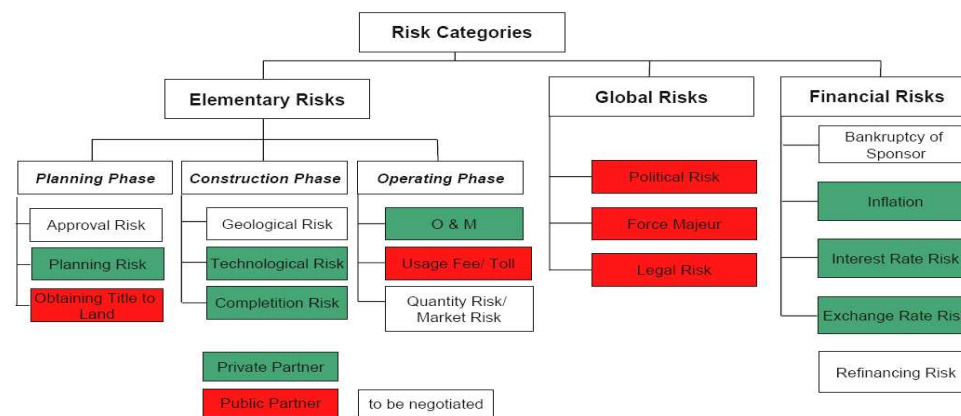 Risk Categories
Elementary Risks
Global Risks
Financial Risks
Planning Phase
Construction Phase
Operating Phase
Approval Risk
Planning Risk
Obtaining Title to
Land
Geological Risk
Technological Risk
Completition Risk
O & M
Usage Fee/ Toll
Quantity Risk/
Market Risk
Political Risk
Force Majeur
Legal Risk
Bankruptcy of
Sponsor
Inflation
Interest Rate Risk
Exchange Rate Risk
Refinancing Risk
Private Partner
Public Partner
to be negotiated